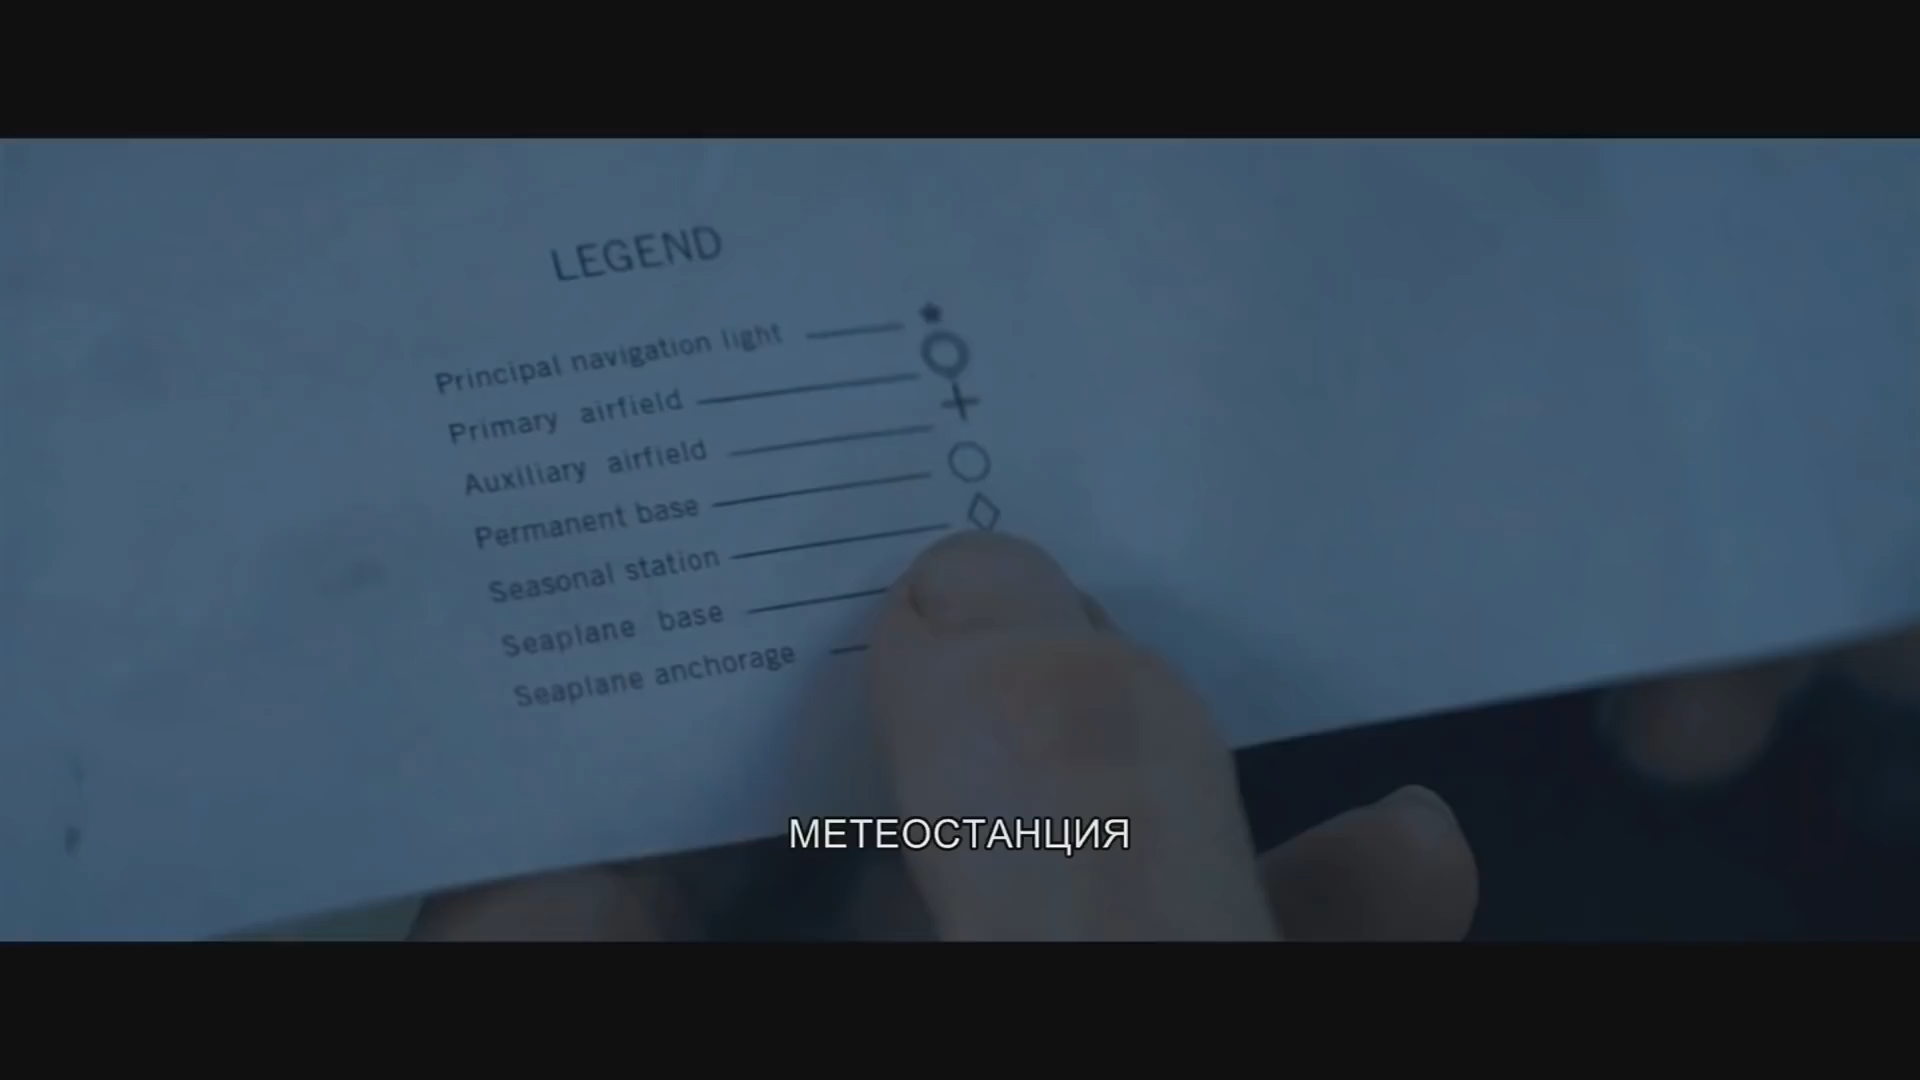 LEGEND
Principal navigation light
Primary airfield
Auxiliary airfield
Permanent base
Seasonal station
Seaplane base
Seaplane anchorage
МЕТЕОСТАНЦИЯ